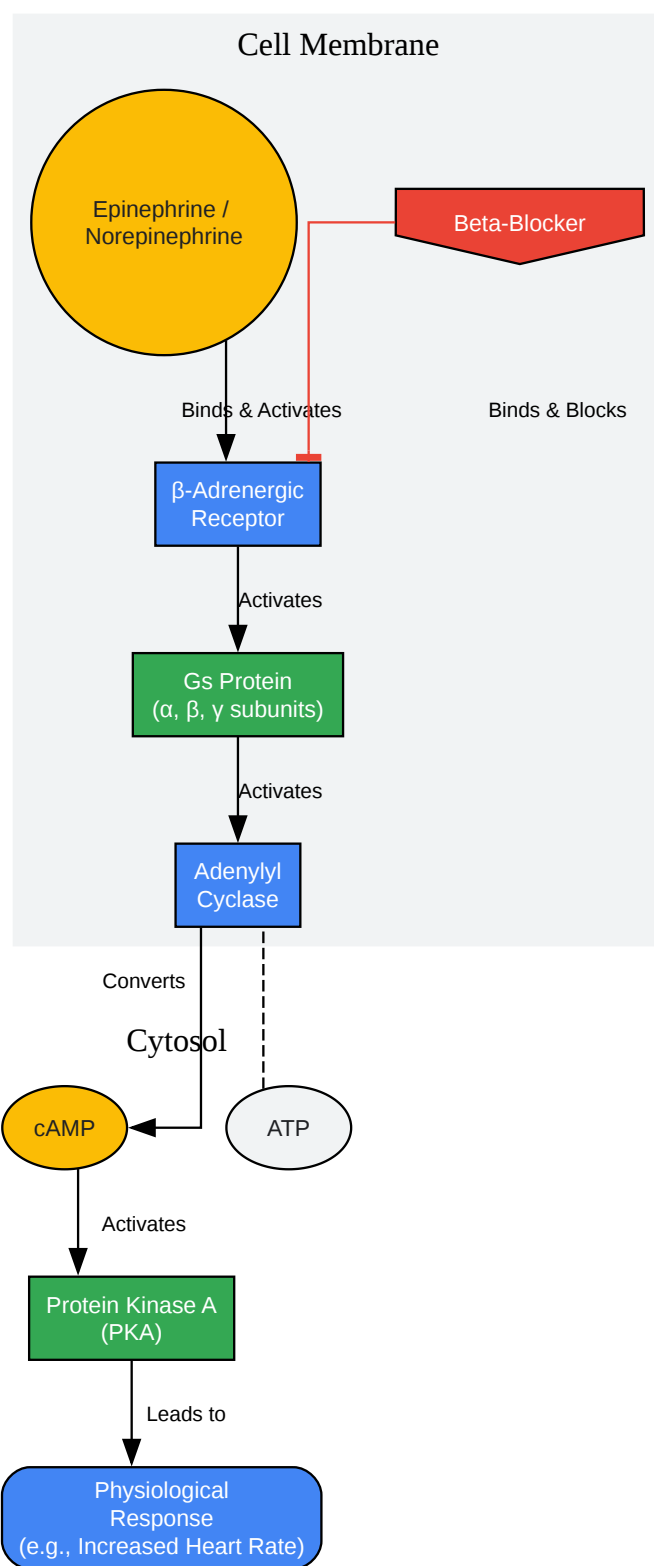 Cell Membrane
Epinephrine /
Norepinephrine
Beta-Blocker
Binds & Activates
Binds & Blocks
β-Adrenergic
Receptor
Activates
Gs Protein
(α, β, γ subunits)
Activates
Adenylyl
Cyclase
Converts
Cytosol
cAMP
ATP
Activates
Protein Kinase A
(PKA)
Leads to
Physiological
Response
(e.g., Increased Heart Rate)